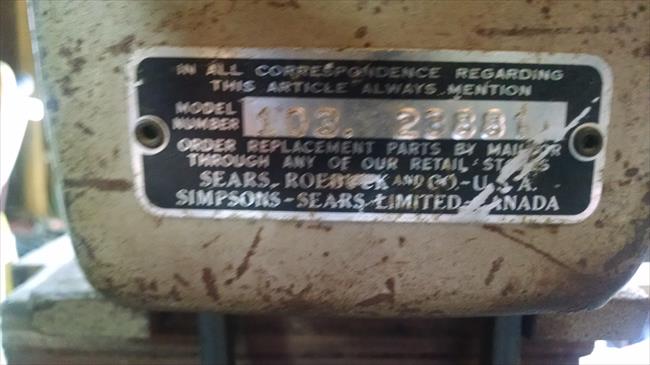 IN ALL CORRESPONDENCE REGARDING
THIS ARTICLE ALWAYS MENTION
MODEL NUMBER 103. 23881
ORDER REPLACEMENT PARTS BY MAIL OR
THROUGH ANY OF OUR RETAIL STORES
SEARS, ROEBUCK AND CO.-U.S.A.
SIMPSONS-SEARS LIMITED-CANADA